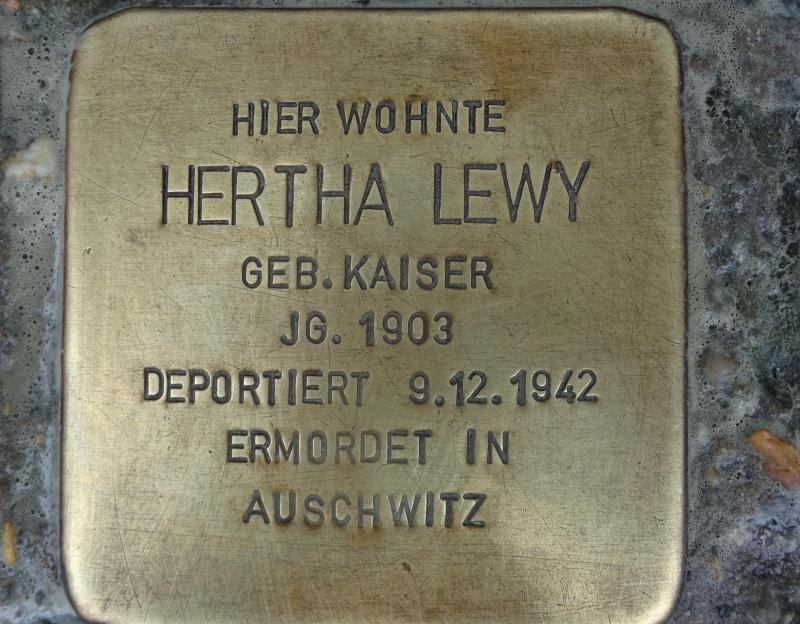 HIER WOHNTE
HERTHA LEWY
GEB. KAISER
JG. 1903
DEPORTIERT 9.12.1942
ERMORDET IN
AUSCHWITZ